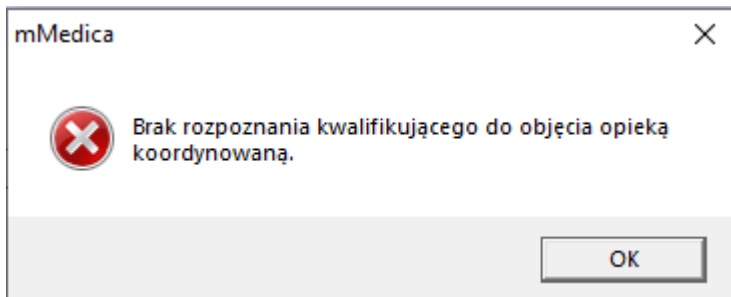 mMedica
Brak rozpoznania kwalifikującego do objęcia opieką
koordynowaną.
OK